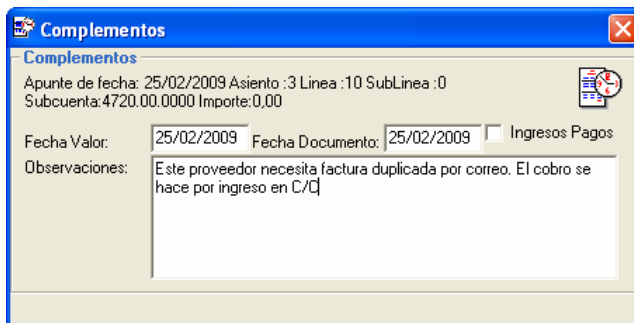 Complementos
Complementos
Apunte de fecha: 25/02/2009 Asiento :3 Linea :10 SubLinea :0
Subcuenta:4720.00.0000 Importe:0,00
Fecha Valor: 25/02/2009 Fecha Documento: 25/02/2009 Ingresos Pagos
Observaciones: Este proveedor necesita factura duplicada por correo. El cobro se
hace por ingreso en C/C